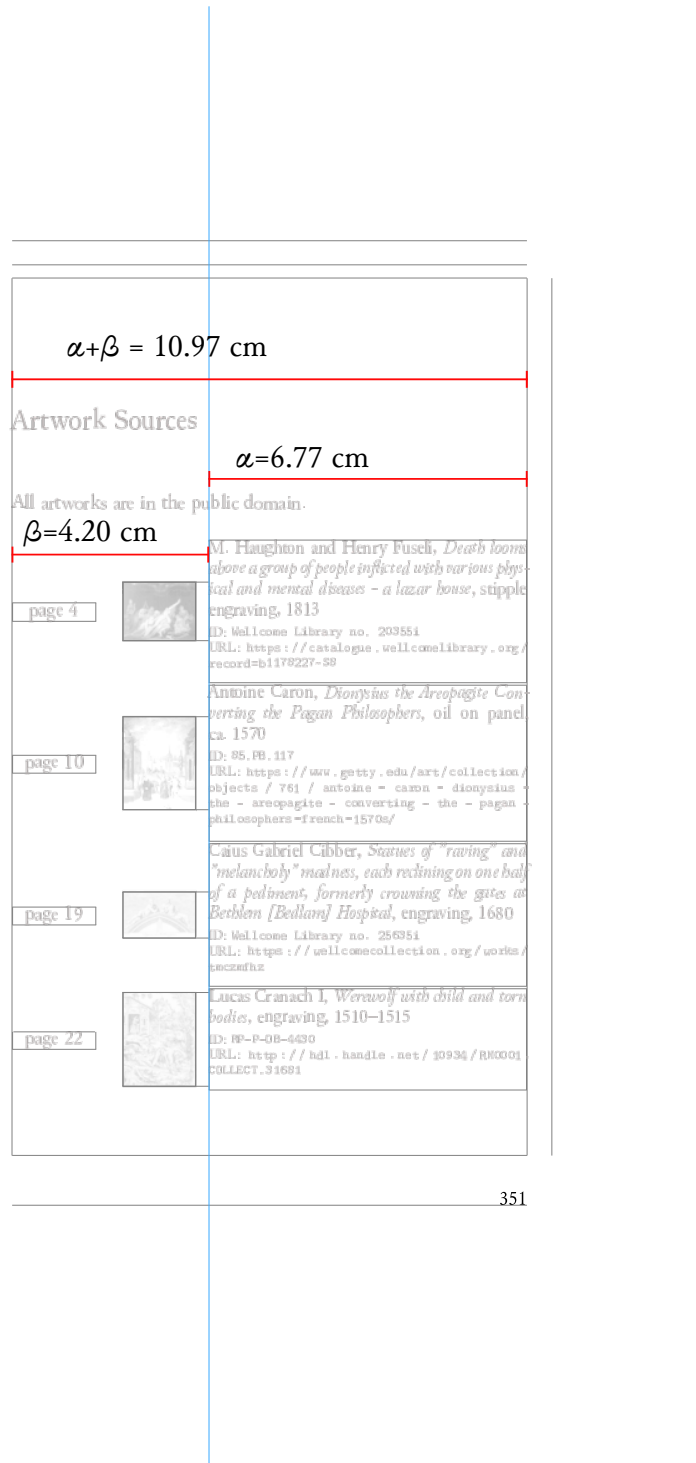 α+β = 10.97 cm
Artwork Sources
α=6.77 cm
All artworks are in the public domain.
β=4.20 cm
M. Haughton and Henry Fuseli, Death looms
above a group of people inflicted with various phys-
ical and mental diseases – a lazar house, stipple
engraving, 1813
page 4
ID: Wellcome Library no. 20355i
URL: https://catalogue.wellcomelibrary.org/
record=b1178227~S8
Antoine Caron, Dionysius the Areopagite Con-
verting the Pagan Philosophers, oil on panel,
ca. 1570
page 10
ID: 85.PB.117
URL: https://www.getty.edu/art/collection/
objects / 761 / antoine - caron - dionysius -
the - areopagite - converting - the - pagan -
philosophers-french-1570s/
Caius Gabriel Cibber, Statues of "raving" and
"melancholy" madness, each reclining on one half
of a pediment, formerly crowning the gates at
Bethlem [Bedlam] Hospital, engraving, 1680
page 19
ID: Wellcome Library no. 25635i
URL: https://wellcomecollection.org/works/
tmczmfhz
Lucas Cranach I, Werewolf with child and torn
bodies, engraving, 1510–1515
page 22
ID: RP-P-OB-4430
URL: http://hdl.handle.net/10934/RM0001.
COLLECT.31681
351